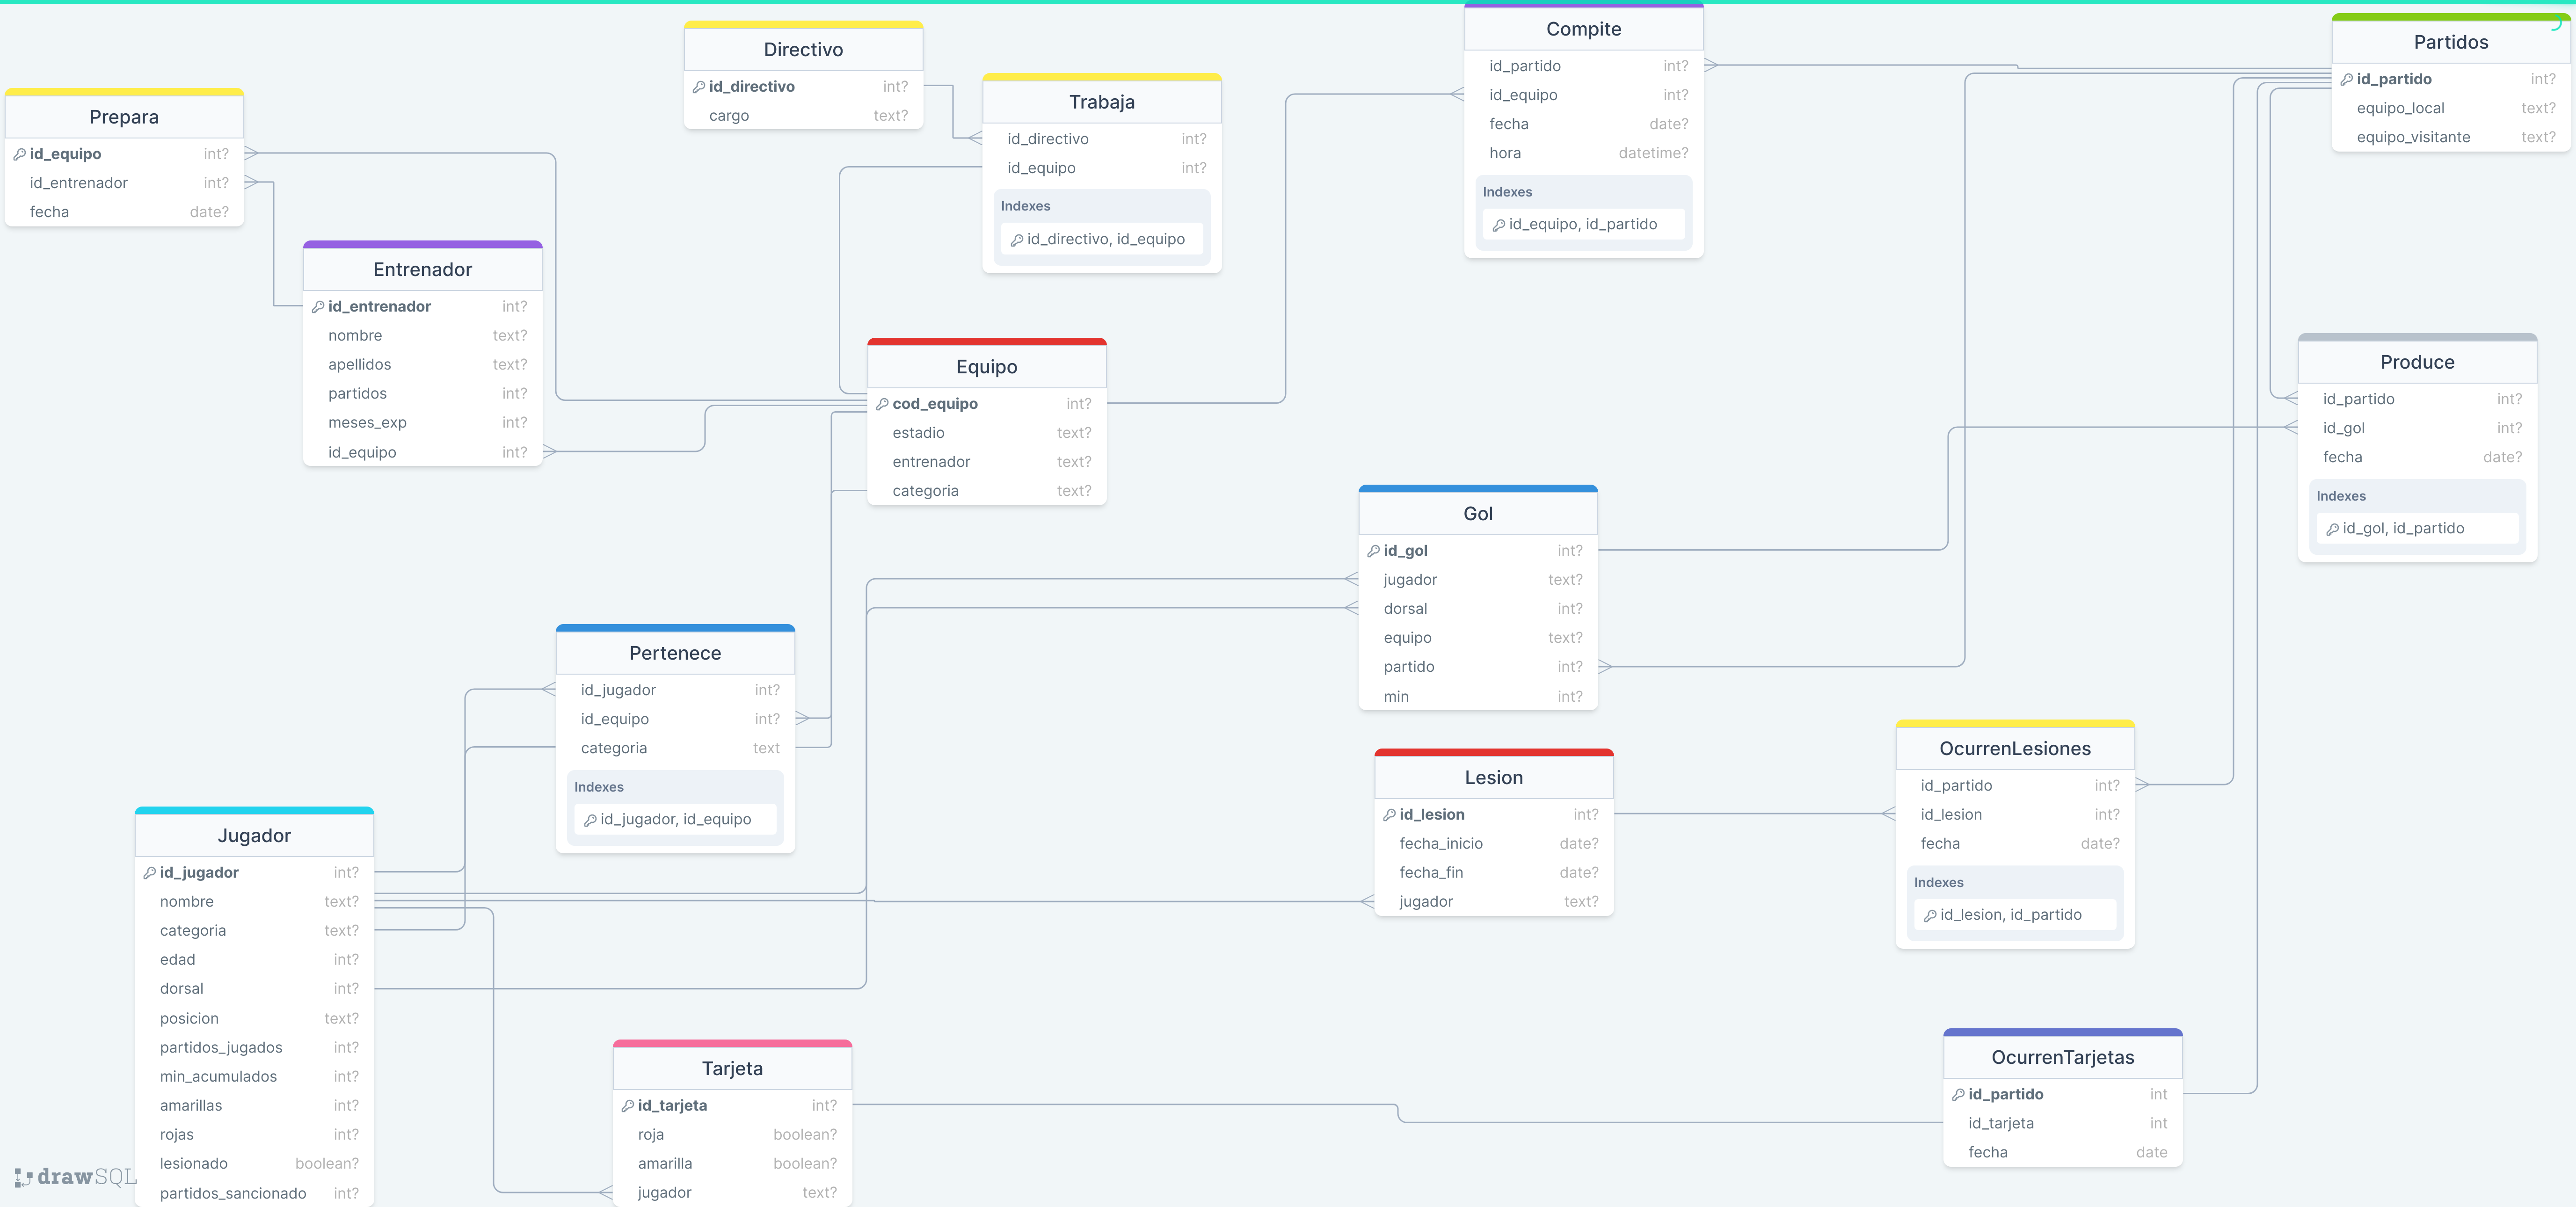 Prepara
id_equipo int?
id_entrenador int?
fecha date?
Directivo
id_directivo int?
cargo text?
Trabaja
id_directivo int?
id_equipo int?
Indexes
id_directivo, id_equipo
Compite
id_partido int?
id_equipo int?
fecha date?
hora datetime?
Indexes
id_equipo, id_partido
Partidos
id_partido int?
equipo_local text?
equipo_visitante text?
Entrenador
id_entrenador int?
nombre text?
apellidos text?
partidos int?
meses_exp int?
id_equipo int?
Equipo
cod_equipo int?
estadio text?
entrenador text?
categoria text?
Produce
id_partido int?
id_gol int?
fecha date?
Indexes
id_gol, id_partido
Gol
id_gol int?
jugador text?
dorsal int?
equipo text?
partido int?
min int?
Pertenece
id_jugador int?
id_equipo int?
categoria text
Indexes
id_jugador, id_equipo
Lesion
id_lesion int?
fecha_inicio date?
fecha_fin date?
jugador text?
OcurrenLesiones
id_partido int?
id_lesion int?
fecha date?
Indexes
id_lesion, id_partido
Jugador
id_jugador int?
nombre text?
categoria text?
edad int?
dorsal int?
posicion text?
partidos_jugados int?
min_acumulados int?
amarillas int?
rojas int?
lesionado boolean?
partidos_sancionado int?
Tarjeta
id_tarjeta int?
roja boolean?
amarilla boolean?
jugador text?
OcurrenTarjetas
id_partido int
id_tarjeta int
fecha date
drawSQL